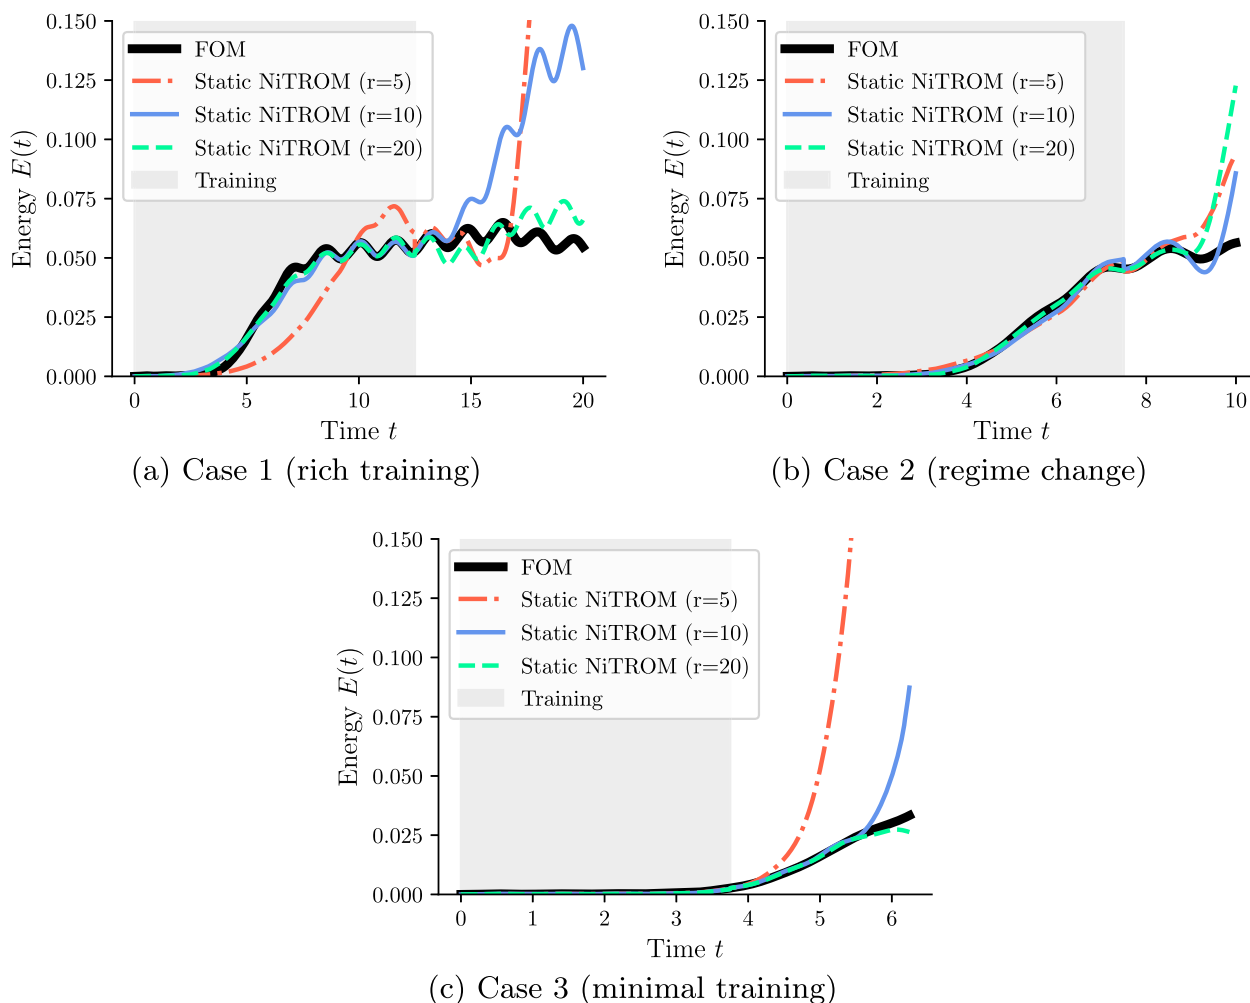 0.150
0.125
0.100
0.075
0.050
0.025
0.000
Energy E(t)
FOM
Static NiTROM (r=5)
Static NiTROM (r=10)
Static NiTROM (r=20)
Training
0 5 10 15 20
Time t
(a) Case 1 (rich training)
0.150
0.125
0.100
0.075
0.050
0.025
0.000
Energy E(t)
FOM
Static NiTROM (r=5)
Static NiTROM (r=10)
Static NiTROM (r=20)
Training
0 2 4 6 8 10
Time t
(b) Case 2 (regime change)
0.150
0.125
0.100
0.075
0.050
0.025
0.000
Energy E(t)
FOM
Static NiTROM (r=5)
Static NiTROM (r=10)
Static NiTROM (r=20)
Training
0 1 2 3 4 5 6
Time t
(c) Case 3 (minimal training)